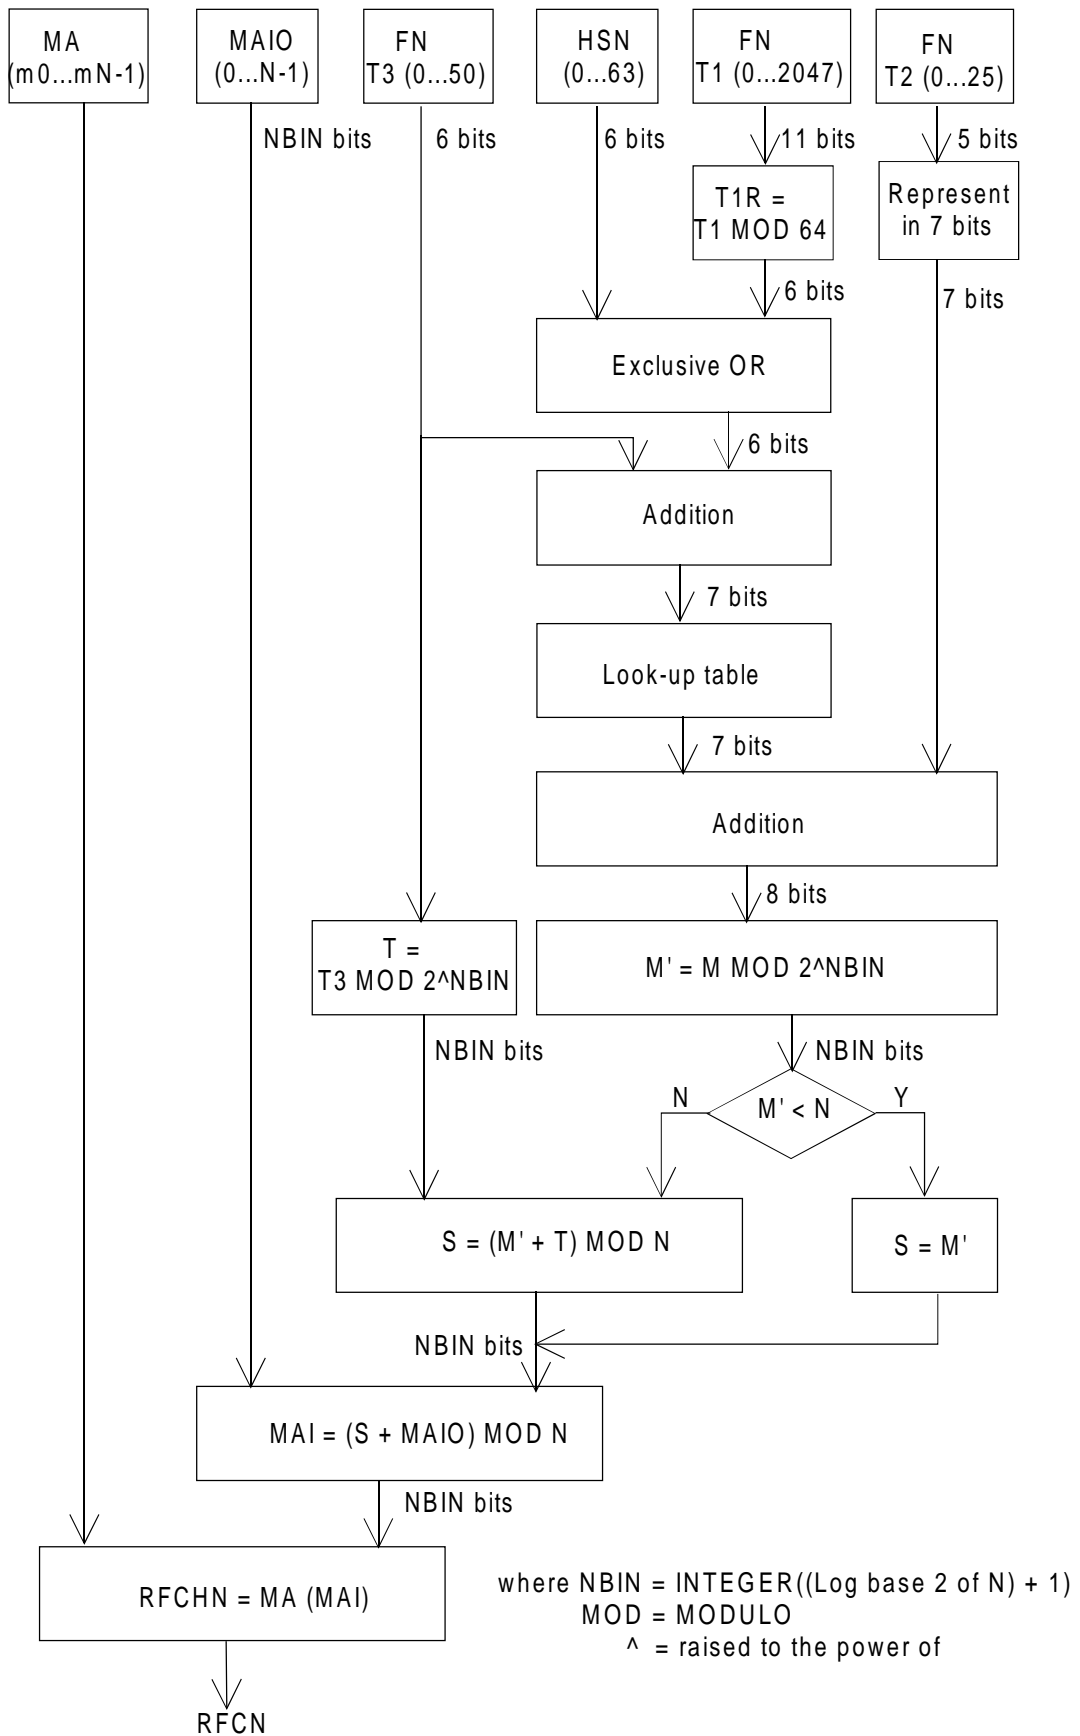 MA
(m0...mN-1)
MAIO
(0...N-1)
FN
T3 (0...50)
HSN
(0...63)
FN
T1 (0...2047)
FN
T2 (0...25)
NBIN bits
6 bits
6 bits
11 bits
5 bits
T1R =
T1 MOD 64
Represent
in 7 bits
6 bits
7 bits
Exclusive OR
6 bits
Addition
7 bits
Look-up table
7 bits
Addition
8 bits
T =
T3 MOD 2^NBIN
M' = M MOD 2^NBIN
NBIN bits
NBIN bits
N
M' < N
Y
S = (M' + T) MOD N
S = M'
NBIN bits
MAI = (S + MAIO) MOD N
NBIN bits
RFCHN = MA (MAI)
where NBIN = INTEGER((Log base 2 of N) + 1)
MOD = MODULO
^ = raised to the power of
RFCN